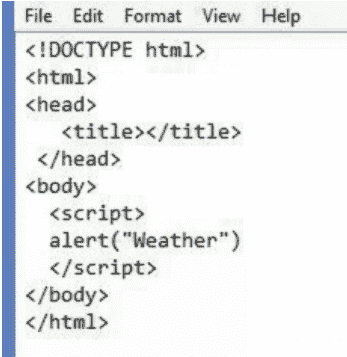 File Edit Format View Help
<!DOCTYPE html>
<html>
<head>
<title></title>
</head>
<body>
<script>
alert("Weather")
</script>
</body>
</html>